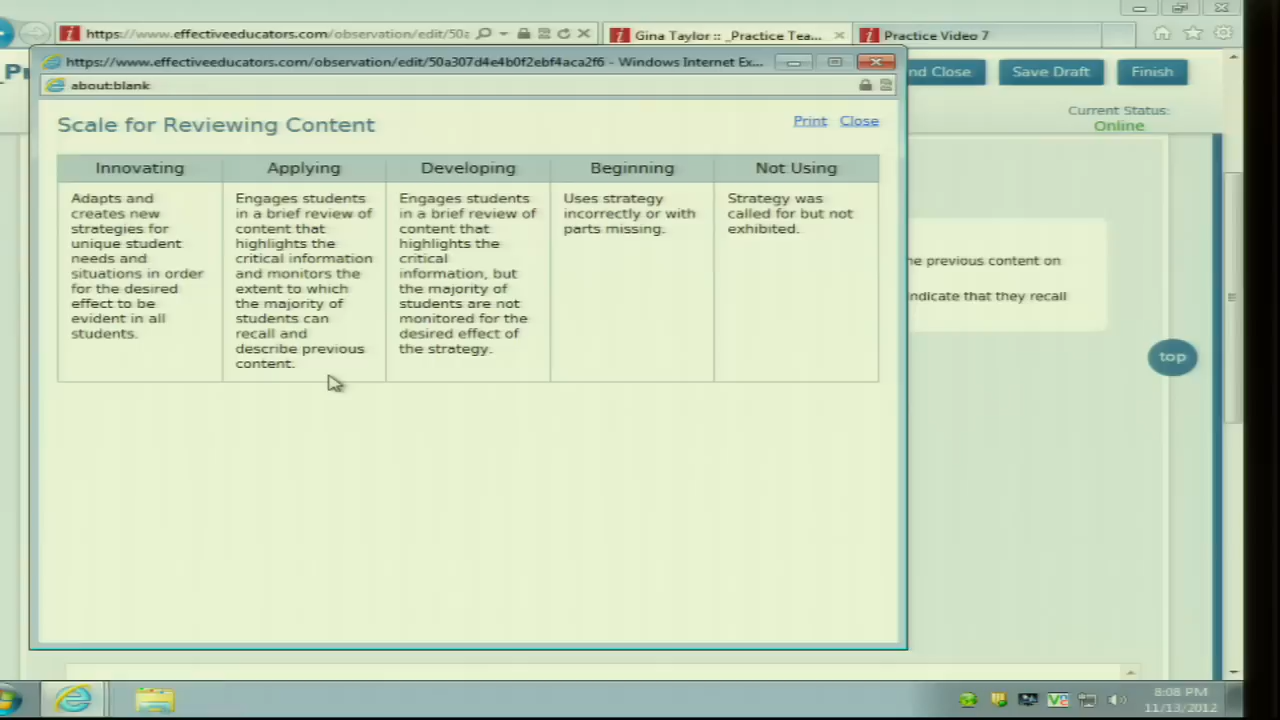 https://www.effectiveeducators.com/observation/edit/50a
Gina Taylor :: _Practice Tea...
Practice Video 7
https://www.effectiveeducators.com/observation/edit/50a307d4e4b0f2ebf4aca2f6 - Windows Internet Ex...
about:blank
nd Close
Save Draft
Finish
Current Status:
Online
Scale for Reviewing Content
Print Close
Innovating
Adapts and
creates new
strategies for
unique student
needs and
situations in order
for the desired
effect to be
evident in all
students.
Applying
Engages students
in a brief review of
content that
highlights the
critical information
and monitors the
extent to which
the majority of
students can
recall and
describe previous
content.
Developing
Engages students
in a brief review of
content that
highlights the
critical
information, but
the majority of
students are not
monitored for the
desired effect of
the strategy.
Beginning
Uses strategy
incorrectly or with
parts missing.
Not Using
Strategy was
called for but not
exhibited.
he previous content on
ndicate that they recall
top
8:08 PM
11/13/2012